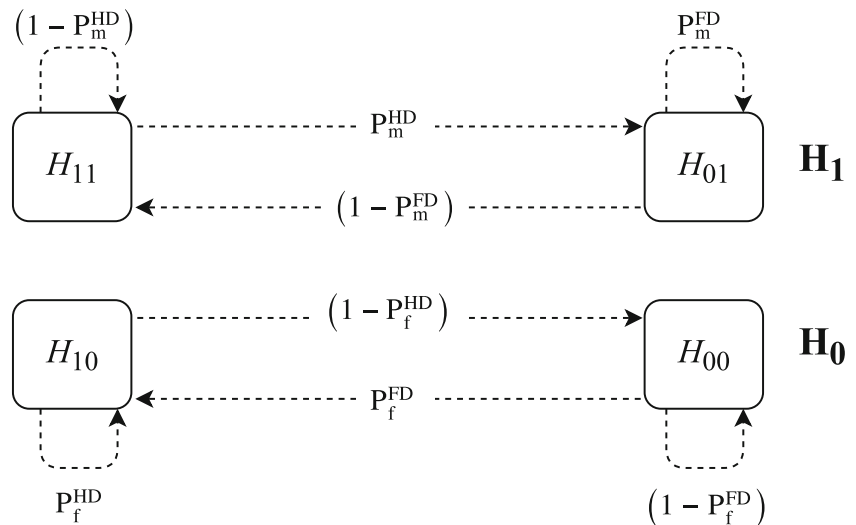 (1 − P_m^HD) P_m^FD
P_m^HD
H_11 H_01 H_1
(1 − P_m^FD)
(1 − P_f^HD)
H_10 H_00 H_0
P_f^FD
P_f^HD (1 − P_f^FD)